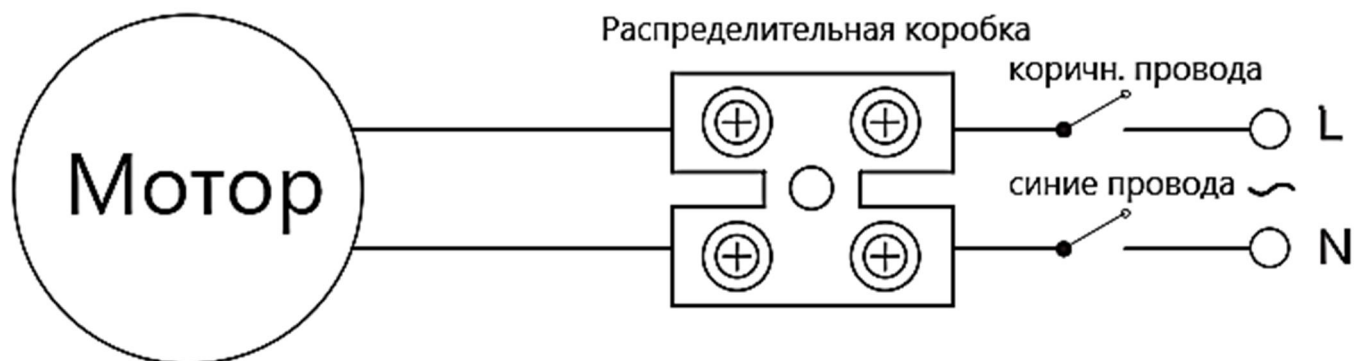 Распределительная коробка
коричн. провода
L
Мотор
синие провода ~
N